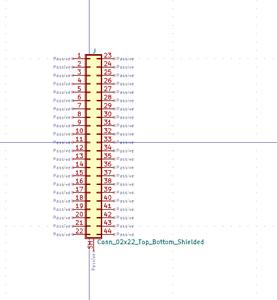 J
Passive 1 23 Passive
Passive 2 24 Passive
Passive 3 25 Passive
Passive 4 26 Passive
Passive 5 27 Passive
Passive 6 28 Passive
Passive 7 29 Passive
Passive 8 30 Passive
Passive 9 31 Passive
Passive 10 32 Passive
Passive 11 33 Passive
Passive 12 34 Passive
Passive 13 35 Passive
Passive 14 36 Passive
Passive 15 37 Passive
Passive 16 38 Passive
Passive 17 39 Passive
Passive 18 40 Passive
Passive 19 41 Passive
Passive 20 42 Passive
Passive 21 43 Passive
Passive 22 44 Passive
Conn_02x22_Top_Bottom_Shielded
SH
Passive